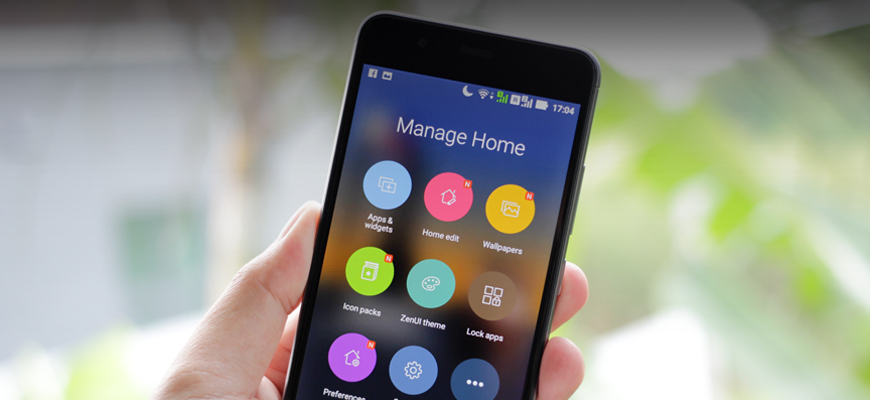 17:04
Manage Home
Apps &
widgets
N
Home edit
N
Wallpapers
N
Icon packs
ZenUI theme
Lock apps
N
Preferences